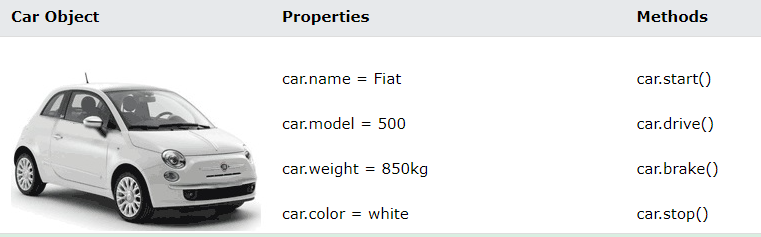 Car Object Properties Methods
car.name = Fiat car.start()
car.model = 500 car.drive()
car.weight = 850kg car.brake()
car.color = white car.stop()